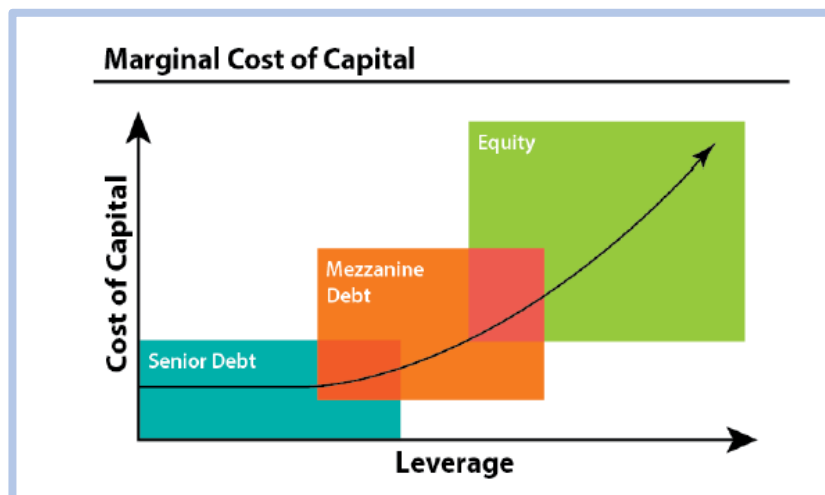 Marginal Cost of Capital
Cost of Capital
Equity
Mezzanine
Debt
Senior Debt
Leverage